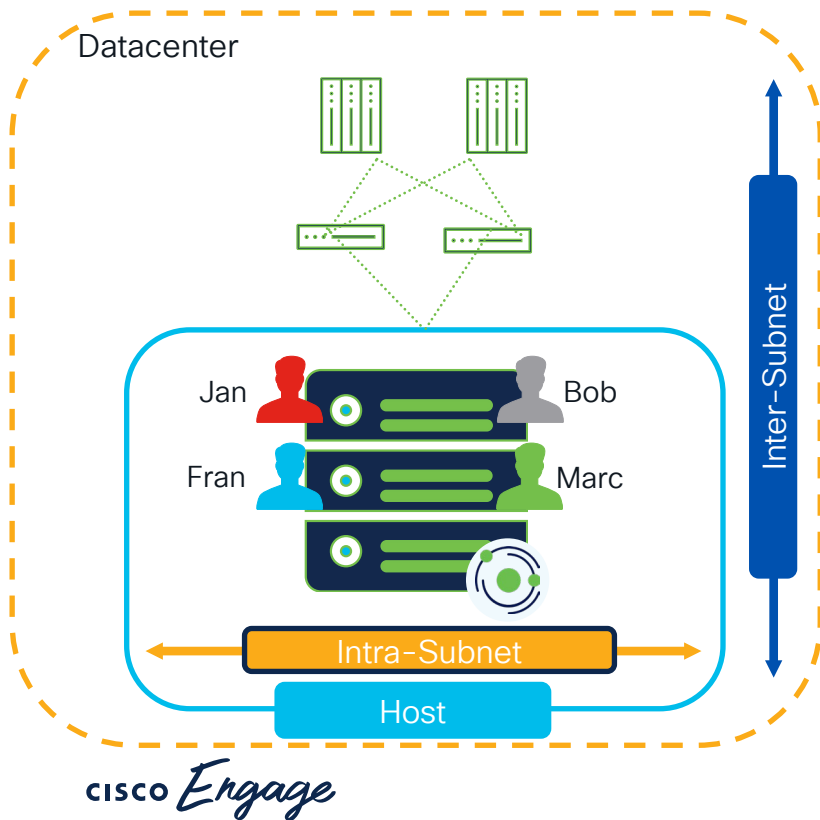 Datacenter
Inter-Subnet
Jan
Bob
Fran
Marc
Intra-Subnet
Host
CISCO Engage